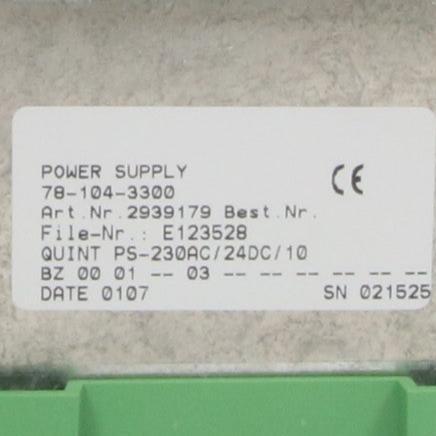 POWER SUPPLY
CE
78-104-3300
Art.Nr.2939179 Best.Nr.
File-Nr.: E123528
QUINT PS-230AC/24DC/10
BZ 00 01 -- 03 -- -- -- -- -- --
DATE 0107 SN 021525